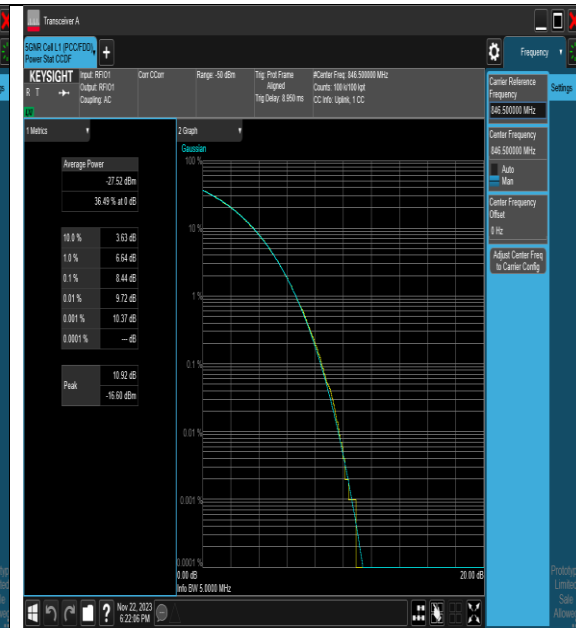 Transceiver A
5GNR Cell L1 (PCC/FDD),
Power Stat CCDF
Frequency
KEYSIGHT
R T
Input: RFIO1
Output: RFIO1
Coupling: AC
Corr CCorr
Range: -50 dBm
Trig: Prot Frame
Aligned
Trig Delay: 8.950 ms
#Center Freq: 846.500000 MHz
Counts: 100 k/100 kpt
CC Info: Uplink, 1 CC
1 Metrics
2 Graph
Gaussian
Average Power
-27.52 dBm
36.49 % at 0 dB
10.0 % 3.63 dB
1.0 % 6.64 dB
0.1 % 8.44 dB
0.01 % 9.72 dB
0.001 % 10.37 dB
0.0001 % --- dB
Peak
10.92 dB
-16.60 dBm
100 %
10 %
1 %
0.1 %
0.01 %
0.001 %
0.0001 %
0.00 dB
20.00 dB
Info BW 5.0000 MHz
Carrier Reference
Frequency
846.500000 MHz
Center Frequency
846.500000 MHz
Auto
Man
Center Frequency
Offset
0 Hz
Adjust Center Freq
to Carrier Config
Settings
Nov 22, 2023
6:22:06 PM